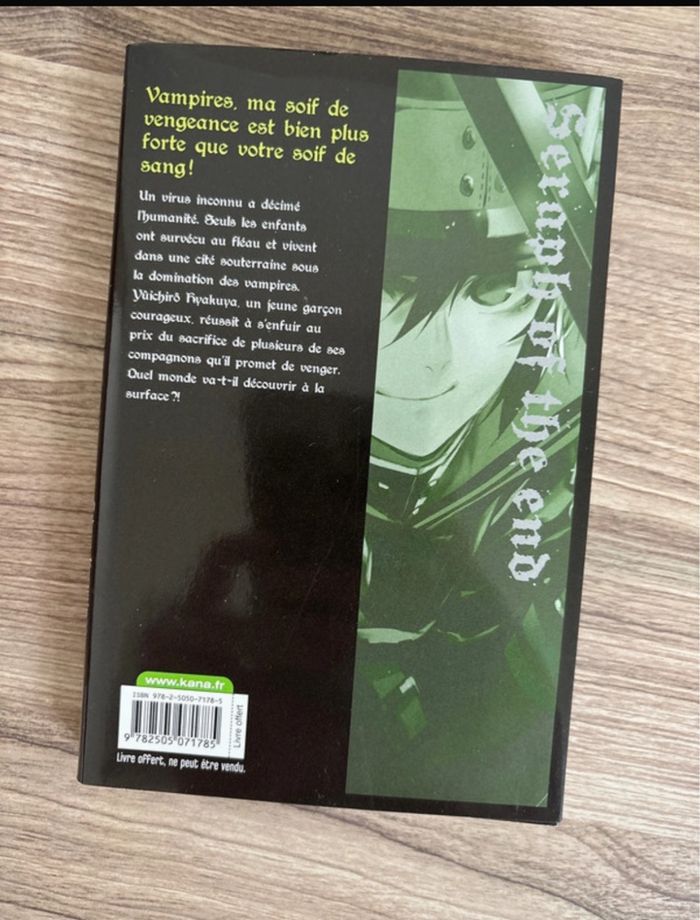 Vampires, ma soif de
vengeance est bien plus
forte que votre soif de
sang!
Un virus inconnu a décimé
l'humanité. Seuls les enfants
ont survécu au fléau et vivent
dans une cité souterraine sous
la domination des vampires.
Yûichirô Hyakuya, un jeune garçon
courageux, réussit à s'enfuir au
prix du sacrifice de plusieurs de ses
compagnons qu'il promet de venger.
Quel monde va-t-il découvrir à la
surface?!
Seraph of the end
www.kana.fr
ISBN 978-2-5050-7178-5
9 782505 071785
Livre offert
Livre offert, ne peut être vendu.